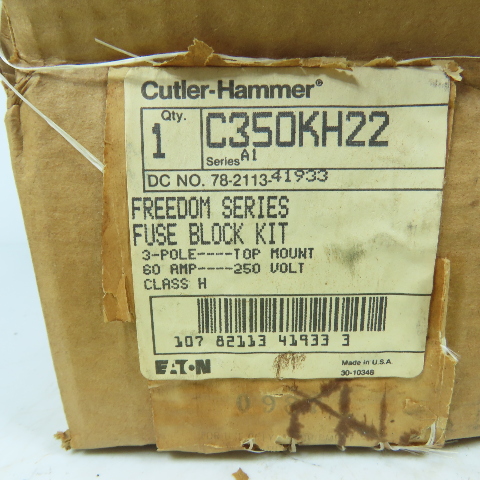 Cutler-Hammer®
Qty.
1
C350KH22
Series A1
DC NO. 78-2113-41933
FREEDOM SERIES
FUSE BLOCK KIT
3-POLE----TOP MOUNT
60 AMP----250 VOLT
CLASS H
107 82113 41933 3
EATON
Made in U.S.A.
30-10348